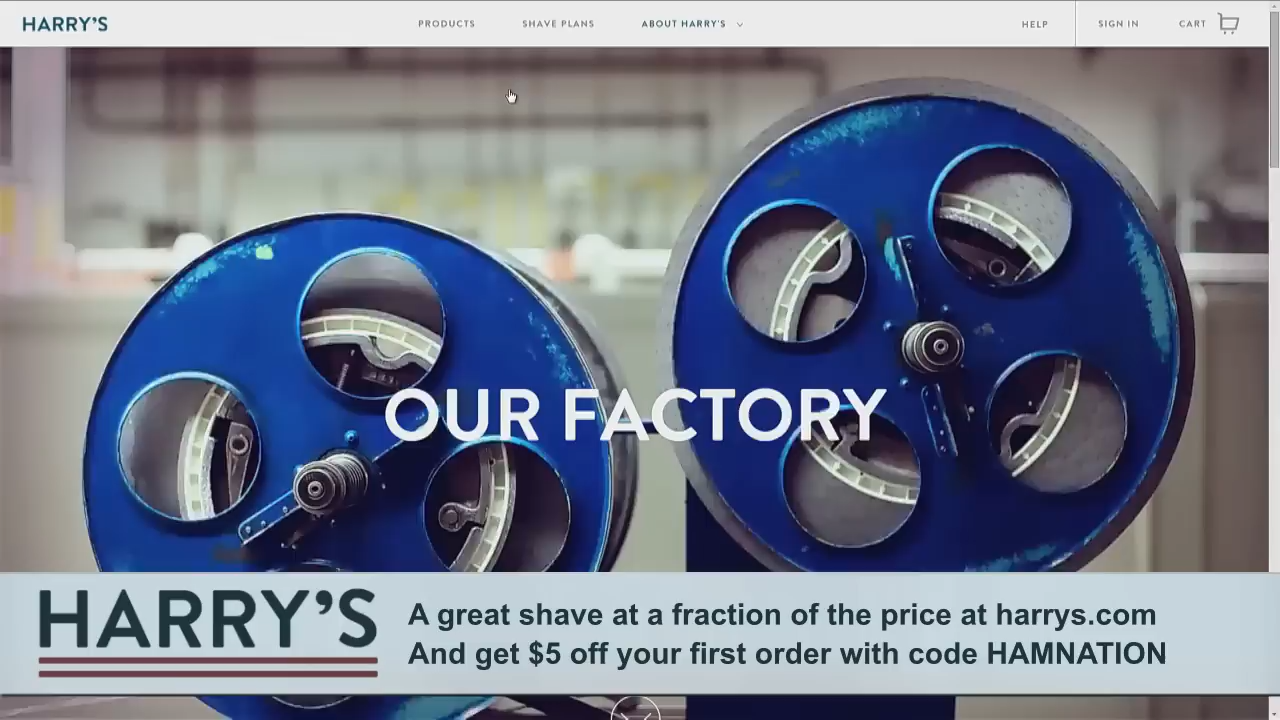 HARRY'S
PRODUCTS SHAVE PLANS ABOUT HARRY'S HELP SIGN IN CART
OUR FACTORY
HARRY'S
A great shave at a fraction of the price at harrys.com
And get $5 off your first order with code HAMNATION